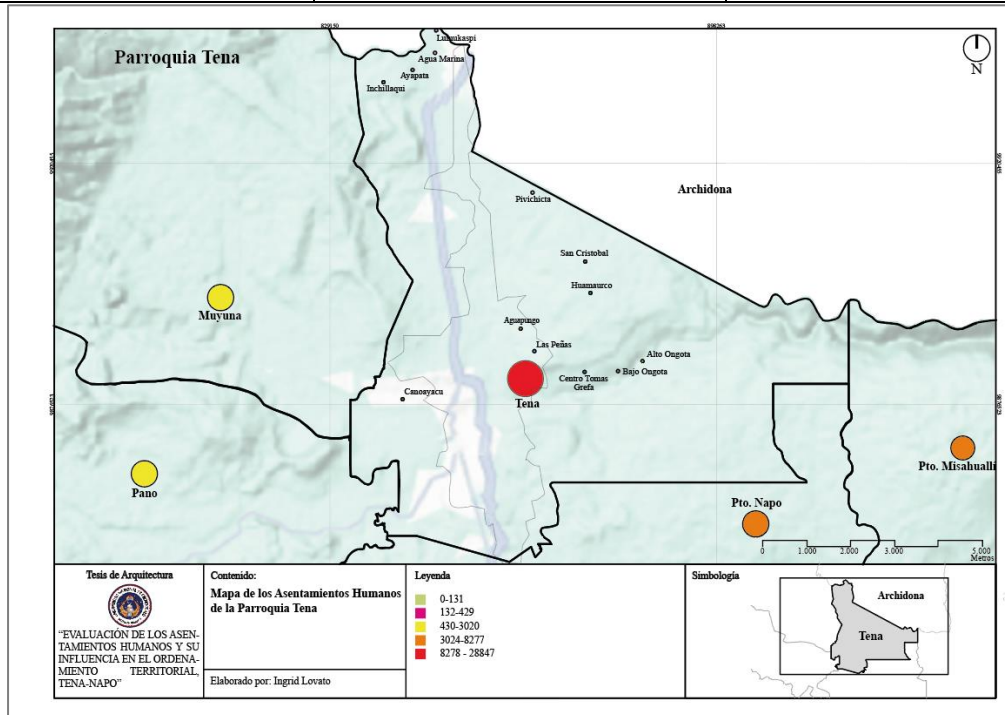 829150
898263
Parroquia Tena
Lunukaspi
Agua Marina
Ayapata
Inchillaqui
N
Archidona
Pivichicta
San Cristobal
Huamaurco
Muyuna
Aguapungo
Las Peñas
Alto Ongota
Bajo Ongota
Centro Tomas
Grefa
Tena
Canoayacu
Pano
Pto. Misahualli
Pto. Napo
0 1.000 2.000 3.000 5.000
Metros
Tesis de Arquitectura
“EVALUACIÓN DE LOS ASEN-
TAMIENTOS HUMANOS Y SU
INFLUENCIA EN EL ORDENA-
MIENTO TERRITORIAL,
TENA-NAPO”
Contenido:
Mapa de los Asentamientos Humanos
de la Parroquia Tena
Elaborado por: Ingrid Lovato
Leyenda
0-131
132-429
430-3020
3024-8277
8278 - 28847
Simbología
Archidona
Tena